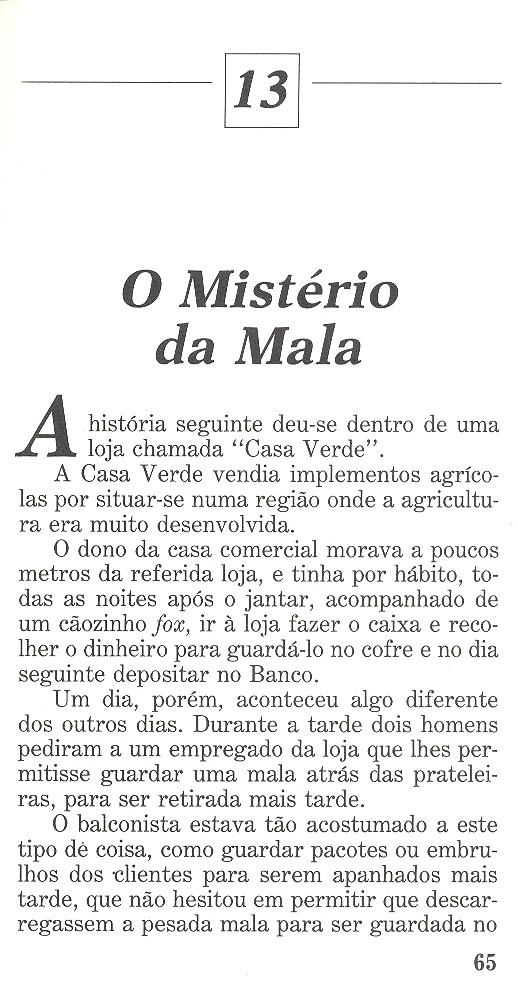 13
O Mistério
da Mala
A história seguinte deu-se dentro de uma
loja chamada “Casa Verde”.
A Casa Verde vendia implementos agríco-
las por situar-se numa região onde a agricultu-
ra era muito desenvolvida.
O dono da casa comercial morava a poucos
metros da referida loja, e tinha por hábito, to-
das as noites após o jantar, acompanhado de
um cãozinho fox, ir à loja fazer o caixa e reco-
lher o dinheiro para guardá-lo no cofre e no dia
seguinte depositar no Banco.
Um dia, porém, aconteceu algo diferente
dos outros dias. Durante a tarde dois homens
pediram a um empregado da loja que lhes per-
mitisse guardar uma mala atrás das pratelei-
ras, para ser retirada mais tarde.
O balconista estava tão acostumado a este
tipo de coisa, como guardar pacotes ou embru-
lhos dos clientes para serem apanhados mais
tarde, que não hesitou em permitir que descar-
regassem a pesada mala para ser guardada no
65